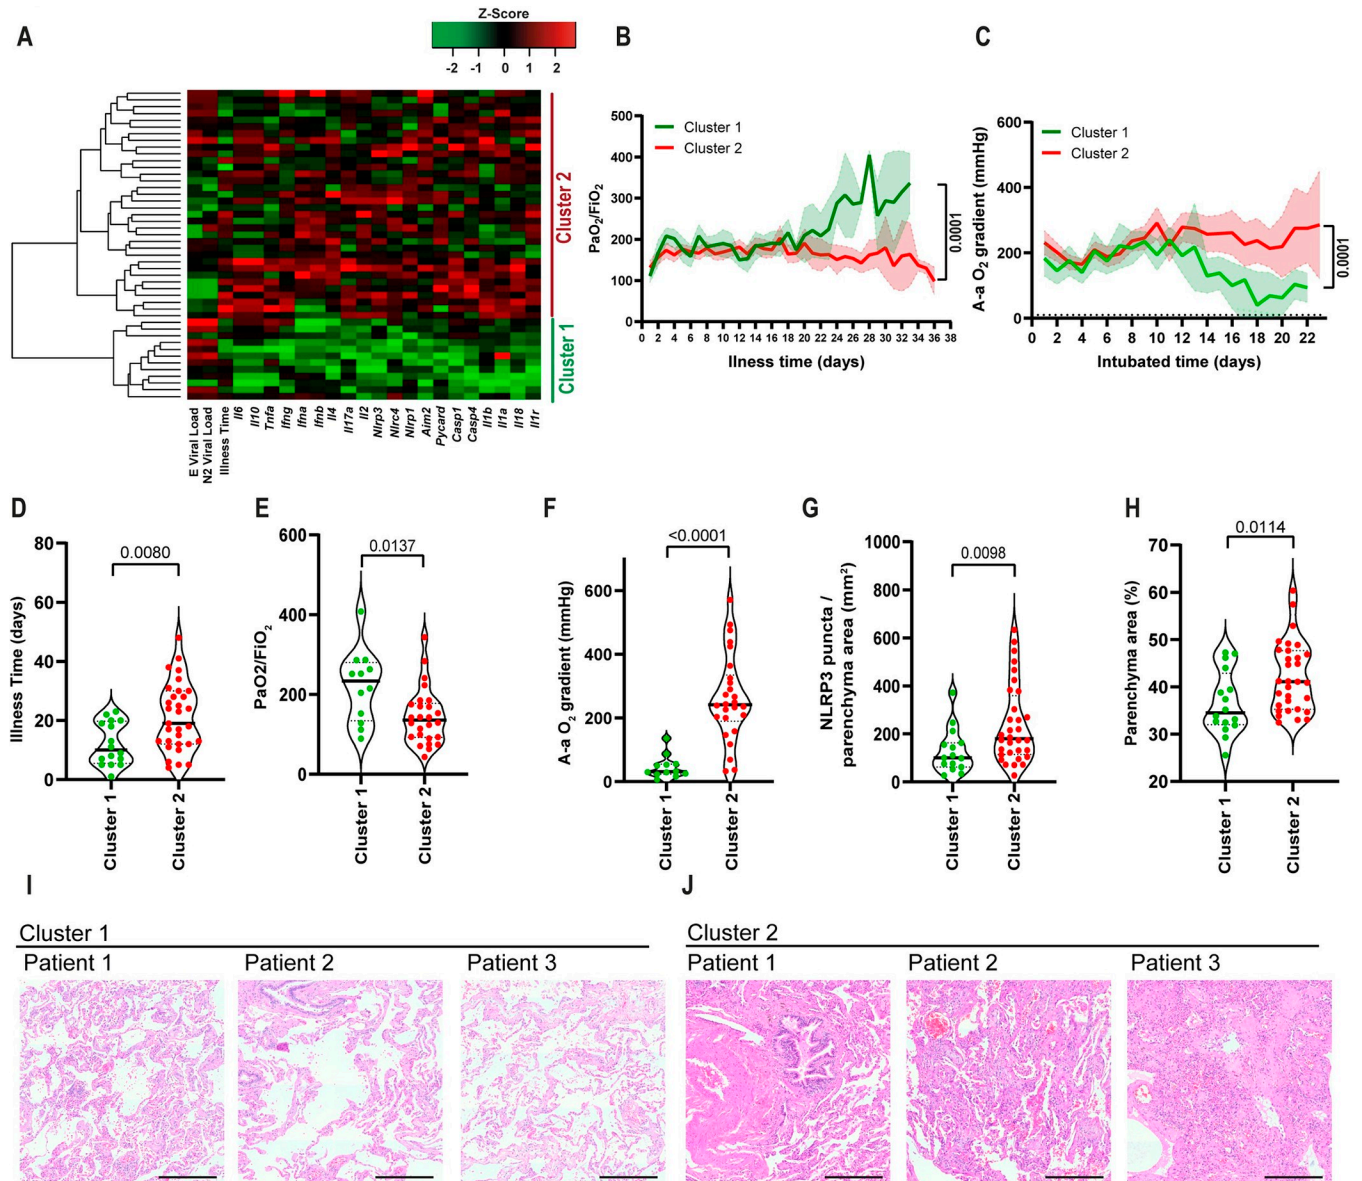 A
Z-Score
-2 -1 0 1 2
Cluster 2
Cluster 1
E Viral Load
N2 Viral Load
Illness Time
Il6
Il10
Tnfa
Ifng
Ifna
Ifnb
Il4
Il17a
Il2
Nlrp3
Nlrc4
Nlrp1
Aim2
Pycard
Casp1
Casp4
Il1b
Il1a
Il18
Il1r
B
Cluster 1
Cluster 2
PaO2/FiO2
500
400
300
200
100
0
0 2 4 6 8 10 12 14 16 18 20 22 24 26 28 30 32 34 36 38
Ilness time (days)
0.0001
C
Cluster 1
Cluster 2
A-a O2 gradient (mmHg)
600
400
200
0
0 2 4 6 8 10 12 14 16 18 20 22
Intubated time (days)
0.0001
D
0.0080
Illness Time (days)
80
60
40
20
0
Cluster 1
Cluster 2
E
0.0137
PaO2/FiO2
600
400
200
0
Cluster 1
Cluster 2
F
<0.0001
A-a O2 gradient (mmHg)
600
400
200
0
Cluster 1
Cluster 2
G
0.0098
NLRP3 puncta /
parenchyma area (mm²)
1000
800
600
400
200
0
Cluster 1
Cluster 2
H
0.0114
Parenchyma area (%)
70
60
50
40
30
20
Cluster 1
Cluster 2
I
Cluster 1
Patient 1 Patient 2 Patient 3
J
Cluster 2
Patient 1 Patient 2 Patient 3